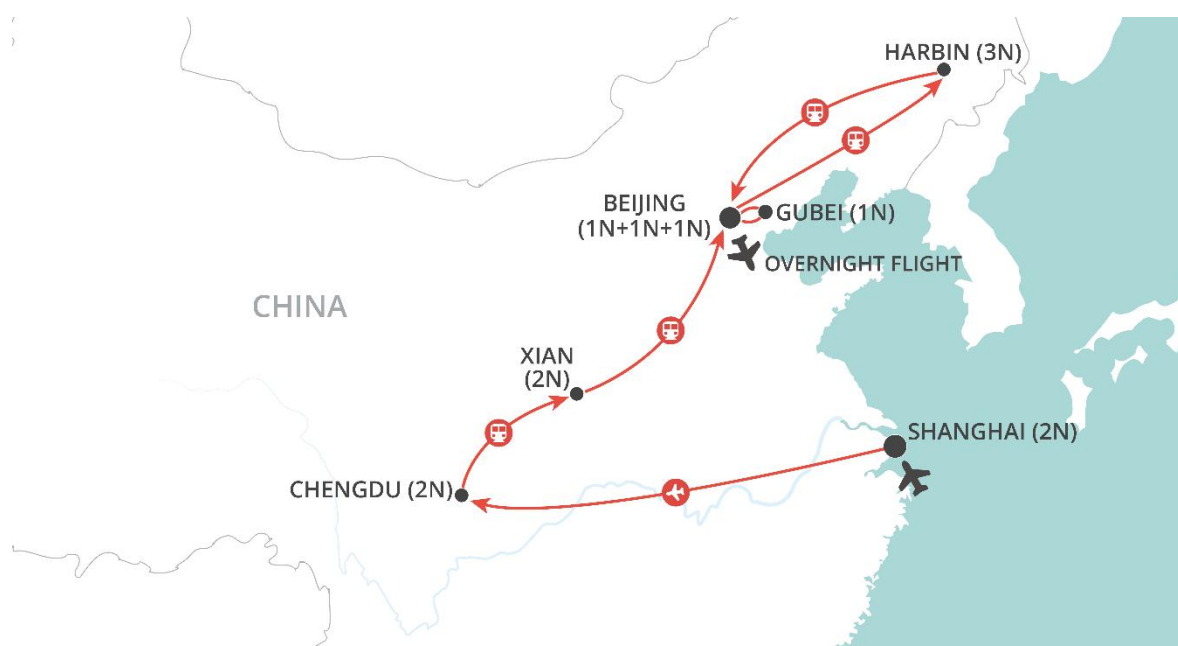 HARBIN (3N)
BEIJING
(1N+1N+1N)
GUBEI (1N)
OVERNIGHT FLIGHT
CHINA
XIAN
(2N)
SHANGHAI (2N)
CHENGDU (2N)